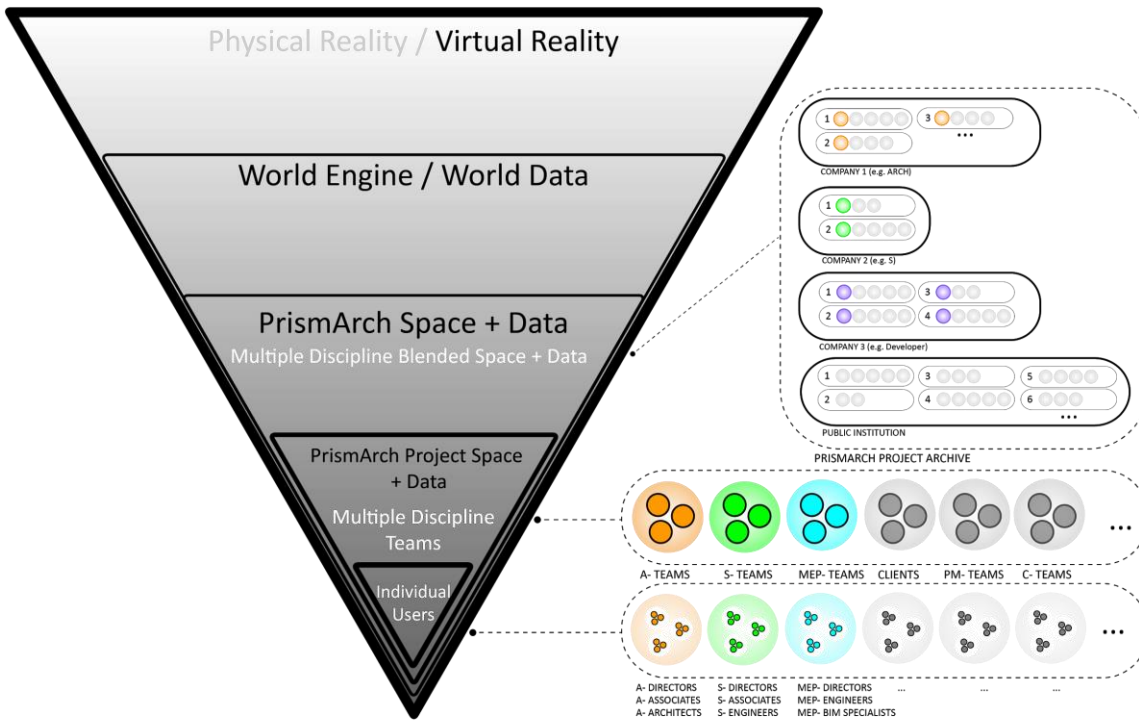 Physical Reality / Virtual Reality
World Engine / World Data
PrismArch Space + Data
Multiple Discipline Blended Space + Data
PrismArch Project Space
+ Data
Multiple Discipline
Teams
Individual
Users
1
3
2
...
COMPANY 1 (e.g. ARCH)
1
2
COMPANY 2 (e.g. S)
1
3
2
4
COMPANY 3 (e.g. Developer)
1
3
5
2
4
6
...
PUBLIC INSTITUTION
PRISMARCH PROJECT ARCHIVE
...
A- TEAMS
S- TEAMS
MEP- TEAMS
CLIENTS
PM- TEAMS
C- TEAMS
...
A- DIRECTORS
A- ASSOCIATES
A- ARCHITECTS
S- DIRECTORS
S- ASSOCIATES
S- ENGINEERS
MEP- DIRECTORS
MEP- ENGINEERS
MEP- BIM SPECIALISTS
...
...
...